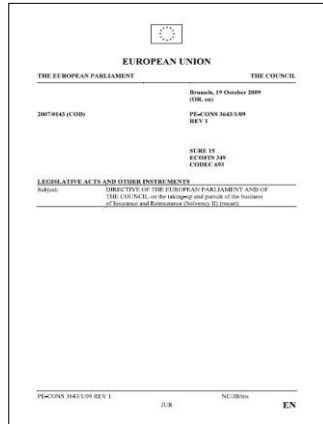 EUROPEAN UNION
THE EUROPEAN PARLIAMENT THE COUNCIL
Brussels, 19 October 2009
(OR. en)
2007/0143 (COD) PE-CONS 3643/1/09
REV 1
SURE 15
ECOFIN 349
CODEC 693
LEGISLATIVE ACTS AND OTHER INSTRUMENTS
Subject: DIRECTIVE OF THE EUROPEAN PARLIAMENT AND OF
THE COUNCIL on the taking-up and pursuit of the business
of Insurance and Reinsurance (Solvency II) (recast)
PE-CONS 3643/1/09 REV 1
JUR EN